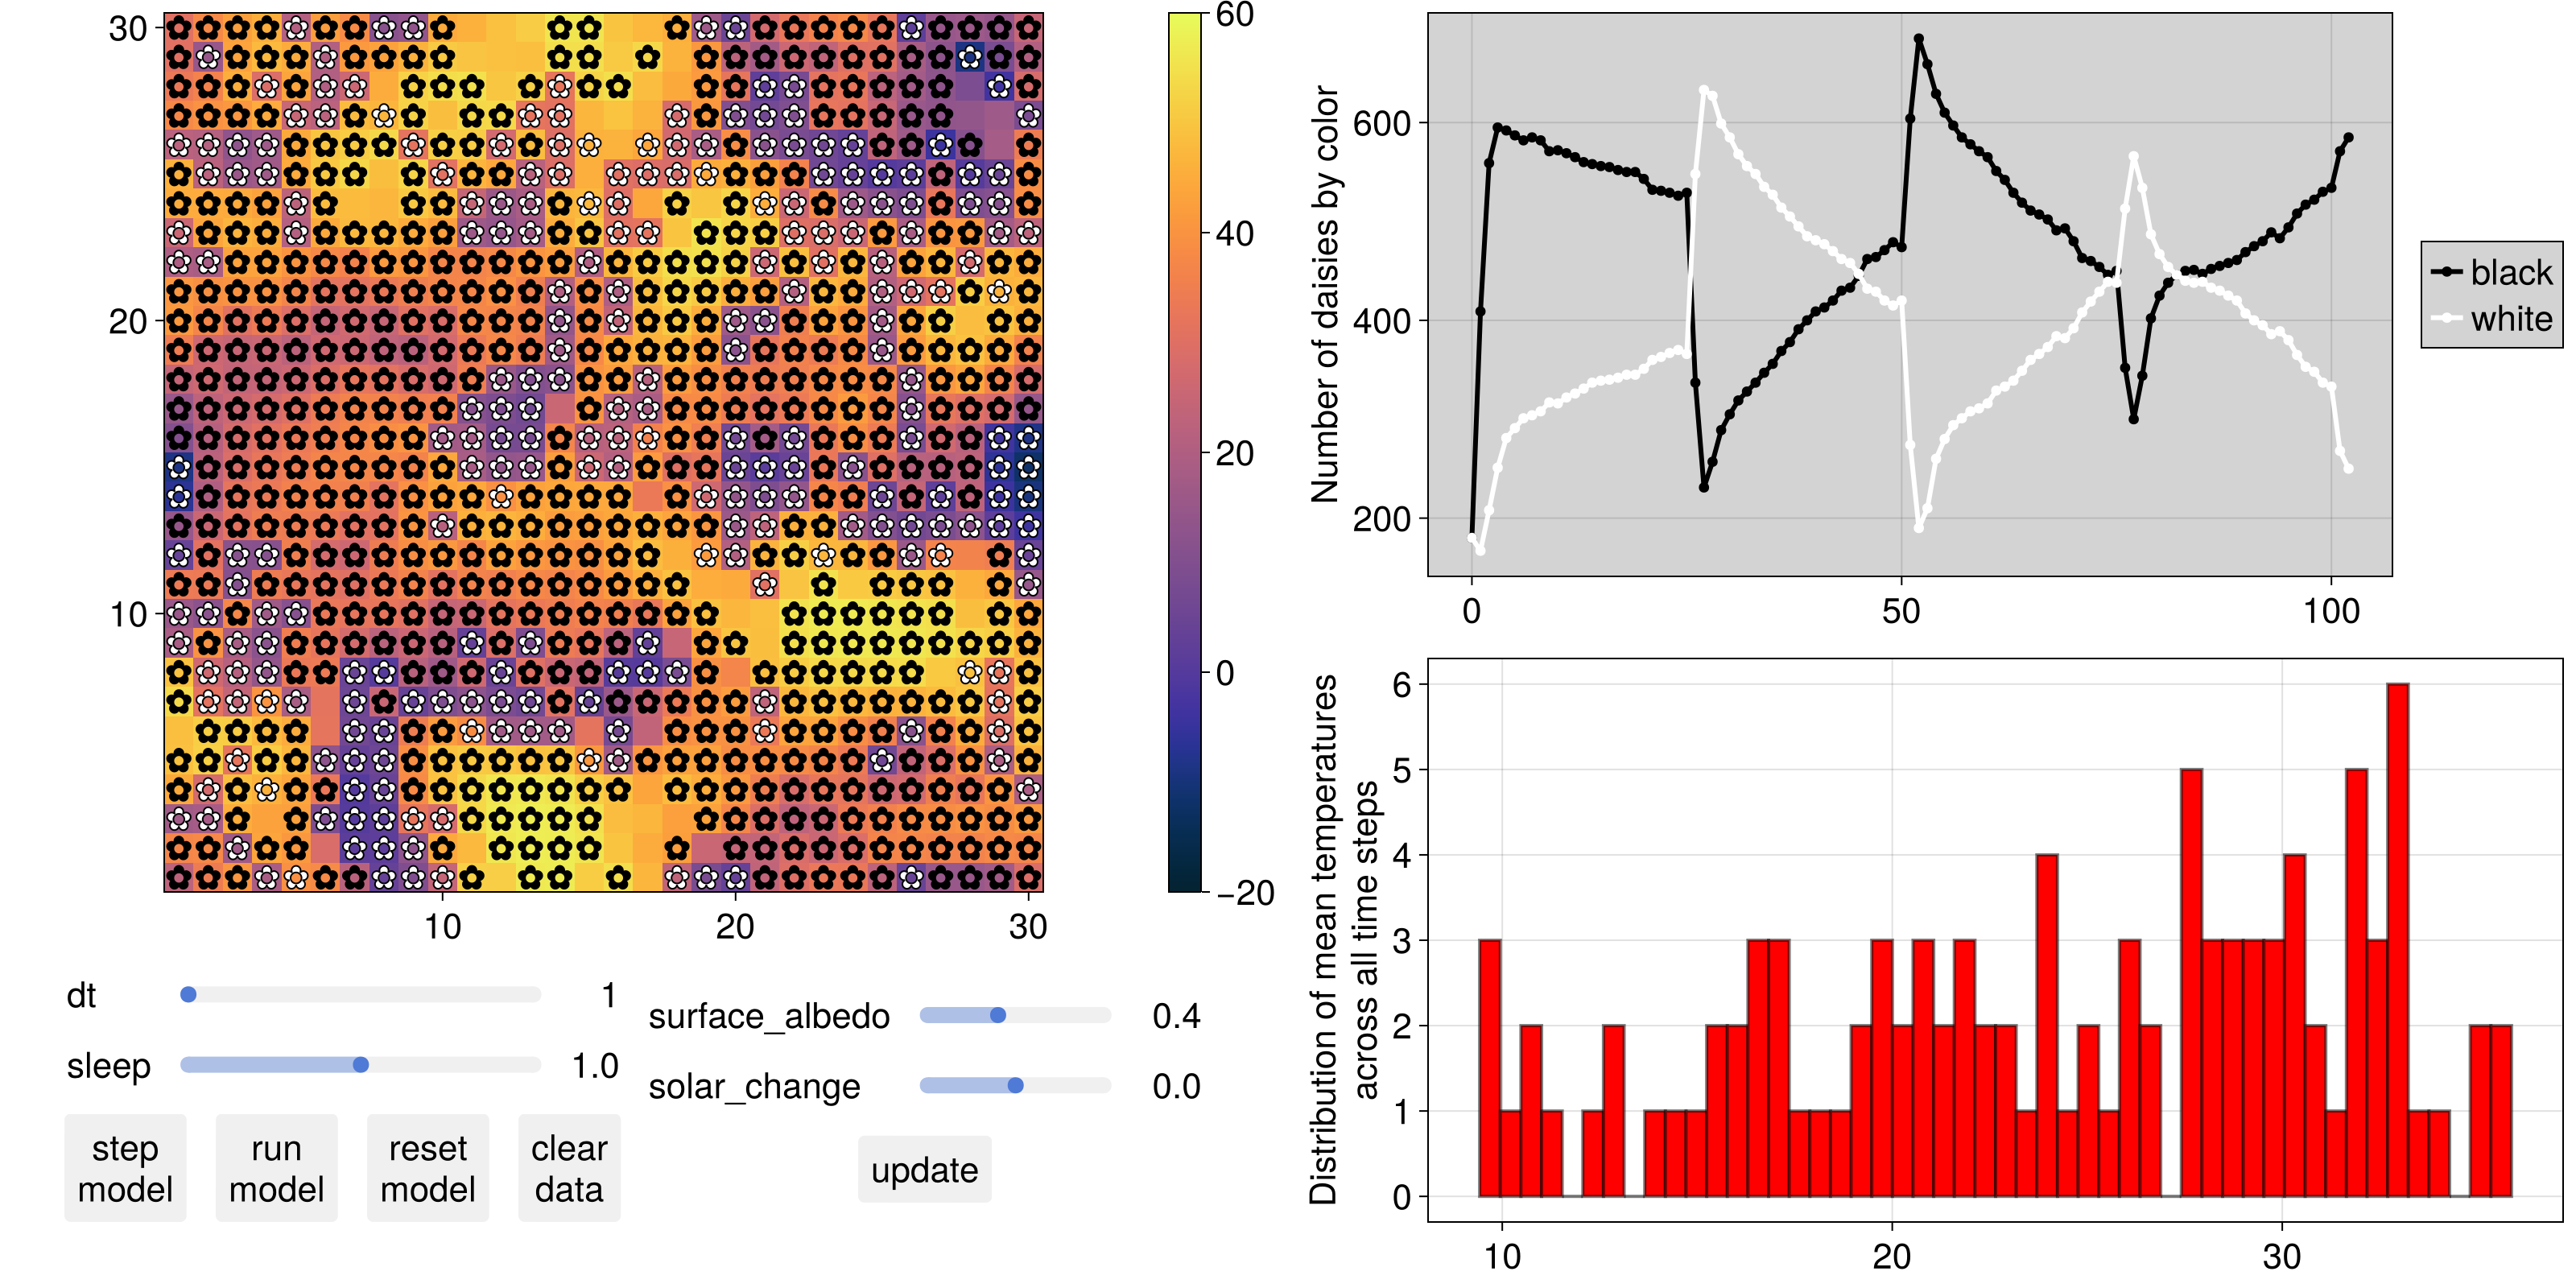 30
20
10
10
20
30
60
40
20
0
−20
Number of daisies by color
600
400
200
0
50
100
black
white
Distribution of mean temperatures
across all time steps
6
5
4
3
2
1
0
10
20
30
dt
1
sleep
1.0
surface_albedo
0.4
solar_change
0.0
step
model
run
model
reset
model
clear
data
update